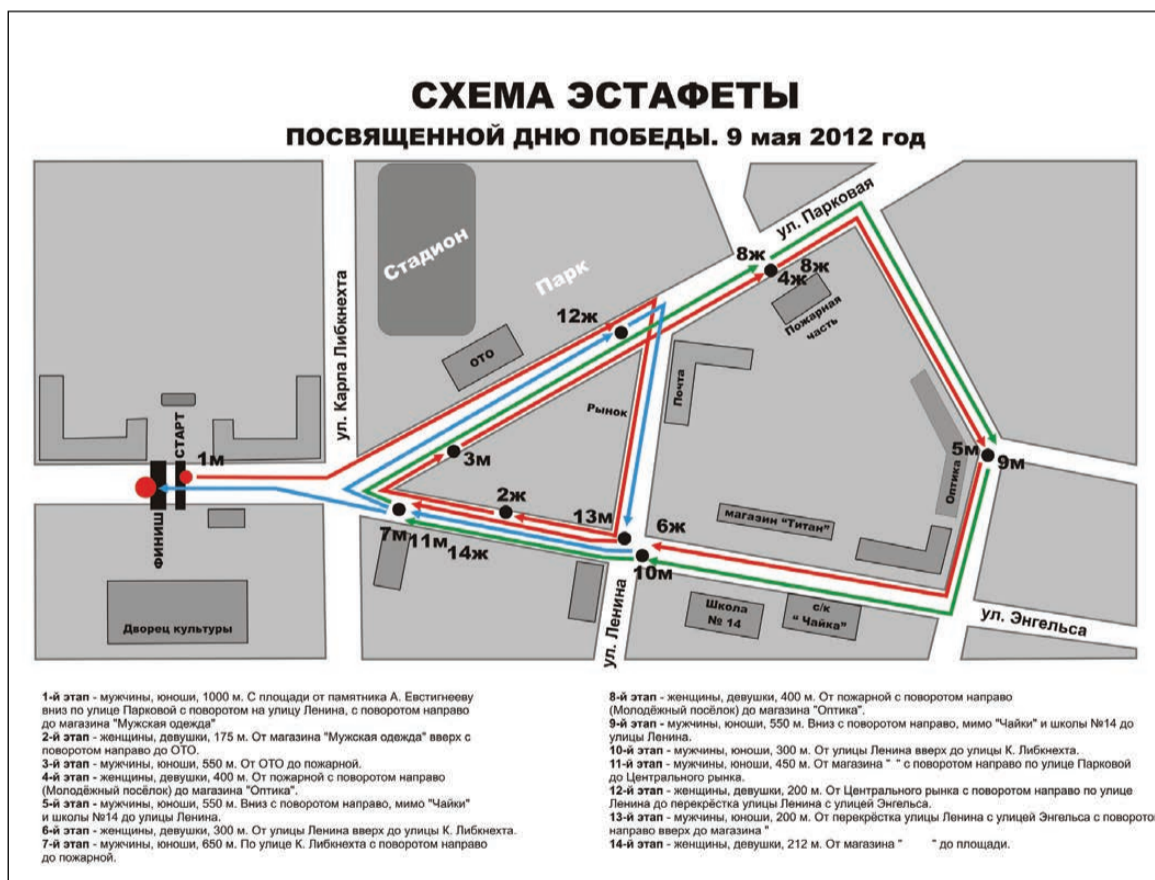 СХЕМА ЭСТАФЕТЫ
ПОСВЯЩЕННОЙ ДНЮ ПОБЕДЫ. 9 мая 2012 год
ул. Парковая
Стадион
Парк
8ж
8ж
4ж
Пожарная
часть
12ж
ул. Карла Либкнехта
ОТО
Почта
Рынок
СТАРТ
1м
3м
5м
9м
Оптика
2ж
магазин "Титан"
13м
6ж
ФИНИШ
7м
11м
14ж
10м
Школа
№ 14
с/к
" Чайка"
ул. Энгельса
ул. Ленина
Дворец культуры
1-й этап - мужчины, юноши, 1000 м. С площади от памятника А. Евстигнееву
вниз по улице Парковой с поворотом на улицу Ленина, с поворотом направо
до магазина "Мужская одежда"
2-й этап - женщины, девушки, 175 м. От магазина "Мужская одежда" вверх с
поворотом направо до ОТО.
3-й этап - мужчины, юноши, 550 м. От ОТО до пожарной.
4-й этап - женщины, девушки, 400 м. От пожарной с поворотом направо
(Молодёжный посёлок) до магазина "Оптика".
5-й этап - мужчины, юноши, 550 м. Вниз с поворотом направо, мимо "Чайки"
и школы №14 до улицы Ленина.
6-й этап - женщины, девушки, 300 м. От улицы Ленина вверх до улицы К. Либкнехта.
7-й этап - мужчины, юноши, 650 м. По улице К. Либкнехта с поворотом направо
до пожарной.
8-й этап - женщины, девушки, 400 м. От пожарной с поворотом направо
(Молодёжный посёлок) до магазина "Оптика".
9-й этап - мужчины, юноши, 550 м. Вниз с поворотом направо, мимо "Чайки" и школы №14 до
улицы Ленина.
10-й этап - мужчины, юноши, 300 м. От улицы Ленина вверх до улицы К. Либкнехта.
11-й этап - мужчины, юноши, 450 м. От магазина " " с поворотом направо по улице Парковой
до Центрального рынка.
12-й этап - женщины, девушки, 200 м. От Центрального рынка с поворотом направо по улице
Ленина до перекрёстка улицы Ленина с улицей Энгельса.
13-й этап - мужчины, юноши, 200 м. От перекрёстка улицы Ленина с улицей Энгельса с поворотом
направо вверх до магазина "
14-й этап - женщины, девушки, 212 м. От магазина " " до площади.